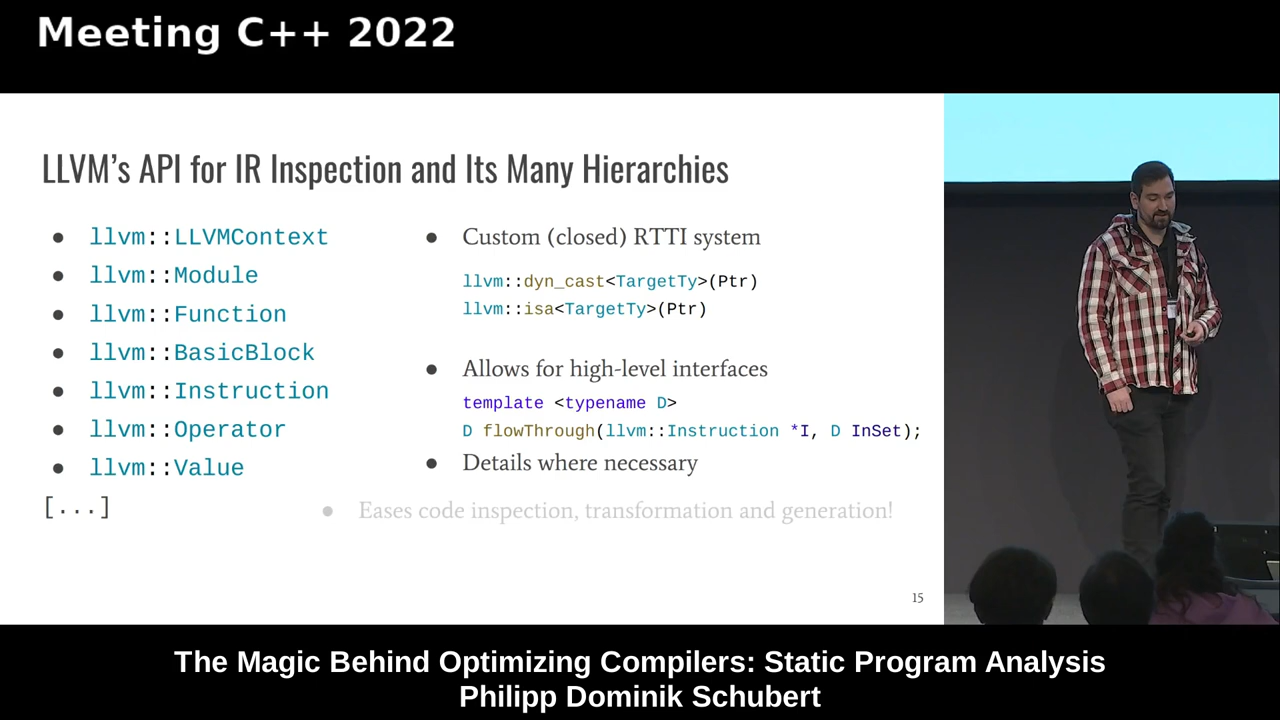 Meeting C++ 2022
LLVM’s API for IR Inspection and Its Many Hierarchies
● llvm::LLVMContext
● llvm::Module
● llvm::Function
● llvm::BasicBlock
● llvm::Instruction
● llvm::Operator
● llvm::Value
[...]
● Custom (closed) RTTI system
llvm::dyn_cast<TargetTy>(Ptr)
llvm::isa<TargetTy>(Ptr)
● Allows for high-level interfaces
template <typename D>
D flowThrough(llvm::Instruction *I, D InSet);
● Details where necessary
● Eases code inspection, transformation and generation!
15
The Magic Behind Optimizing Compilers: Static Program Analysis
Philipp Dominik Schubert